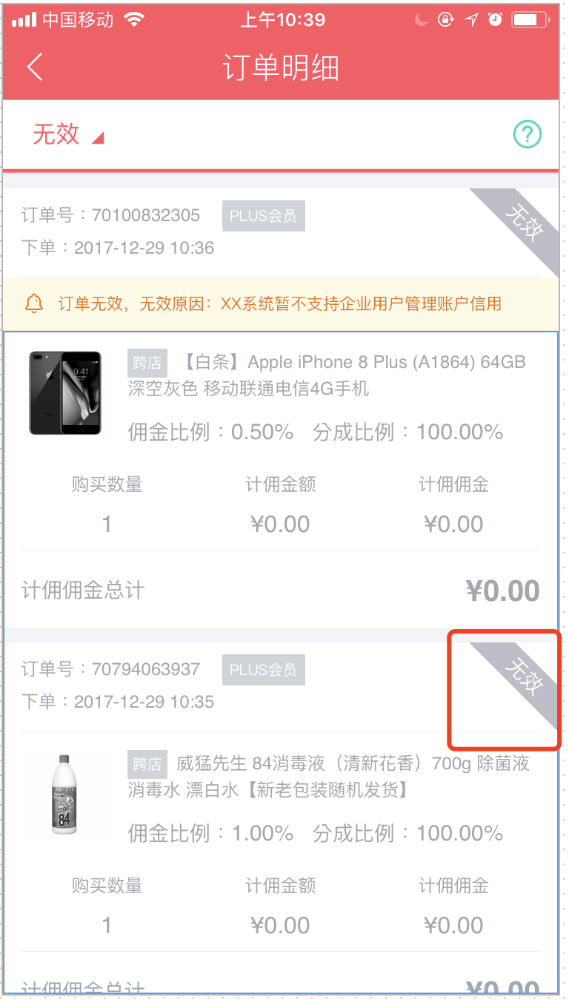 中国移动 上午10:39
订单明细
无效
订单号：70100832305 PLUS会员
无效
下单：2017-12-29 10:36
订单无效，无效原因：XX系统暂不支持企业用户管理账户信用
9:41
跨店 【白条】Apple iPhone 8 Plus (A1864) 64GB
深空灰色 移动联通电信4G手机
佣金比例：0.50% 分成比例：100.00%
购买数量 计佣金额 计佣佣金
1 ¥0.00 ¥0.00
计佣佣金总计 ¥0.00
订单号：70794063937 PLUS会员
无效
下单：2017-12-29 10:35
跨店 威猛先生 84消毒液（清新花香）700g 除菌液
消毒水 漂白水【新老包装随机发货】
84
佣金比例：1.00% 分成比例：100.00%
购买数量 计佣金额 计佣佣金
1 ¥0.00 ¥0.00
计佣佣金总计 ¥0.00